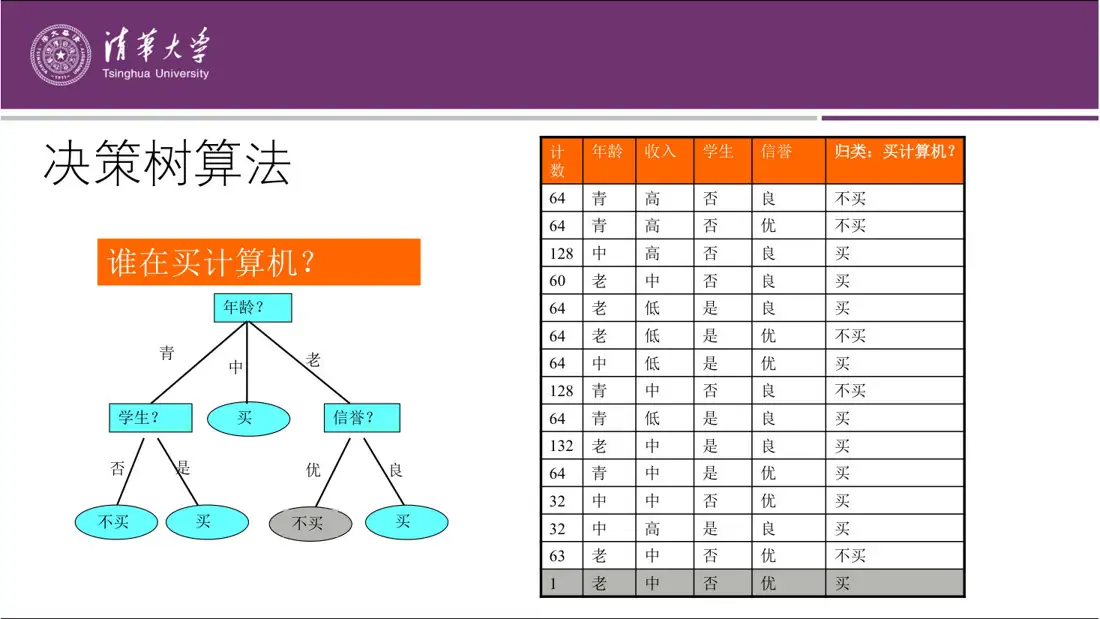 清华大学
Tsinghua University
决策树算法
谁在买计算机？
年龄？
青
中
老
学生？
买
信誉？
否
是
优
良
不买
买
不买
买
计数 年龄 收入 学生 信誉 归类：买计算机？
64 青 高 否 良 不买
64 青 高 否 优 不买
128 中 高 否 良 买
60 老 中 否 良 买
64 老 低 是 良 买
64 老 低 是 优 不买
64 中 低 是 优 买
128 青 中 否 良 不买
64 青 低 是 良 买
132 老 中 是 良 买
64 青 中 是 优 买
32 中 中 否 优 买
32 中 高 是 良 买
63 老 中 否 优 不买
1 老 中 否 优 买